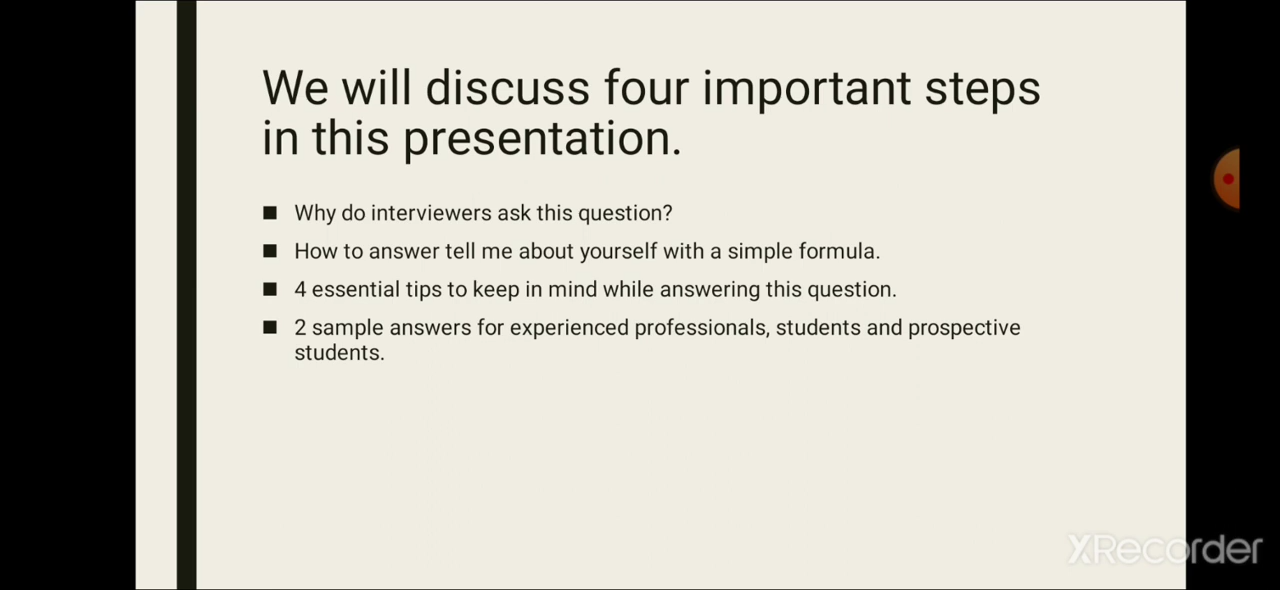 We will discuss four important steps
in this presentation.
■ Why do interviewers ask this question?
■ How to answer tell me about yourself with a simple formula.
■ 4 essential tips to keep in mind while answering this question.
■ 2 sample answers for experienced professionals, students and prospective
students.
XRecorder